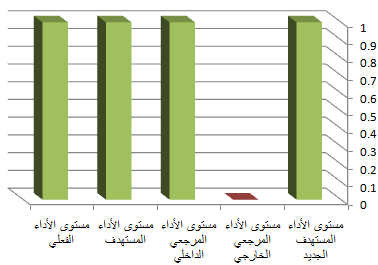 1
0.9
0.8
0.7
0.6
0.5
0.4
0.3
0.2
0.1
0
مستوى الأداء المستهدف الجديد
مستوى الأداء المرجعي الخارجي
مستوى الأداء المرجعي الداخلي
مستوى الأداء المستهدف
مستوى الأداء الفعلي